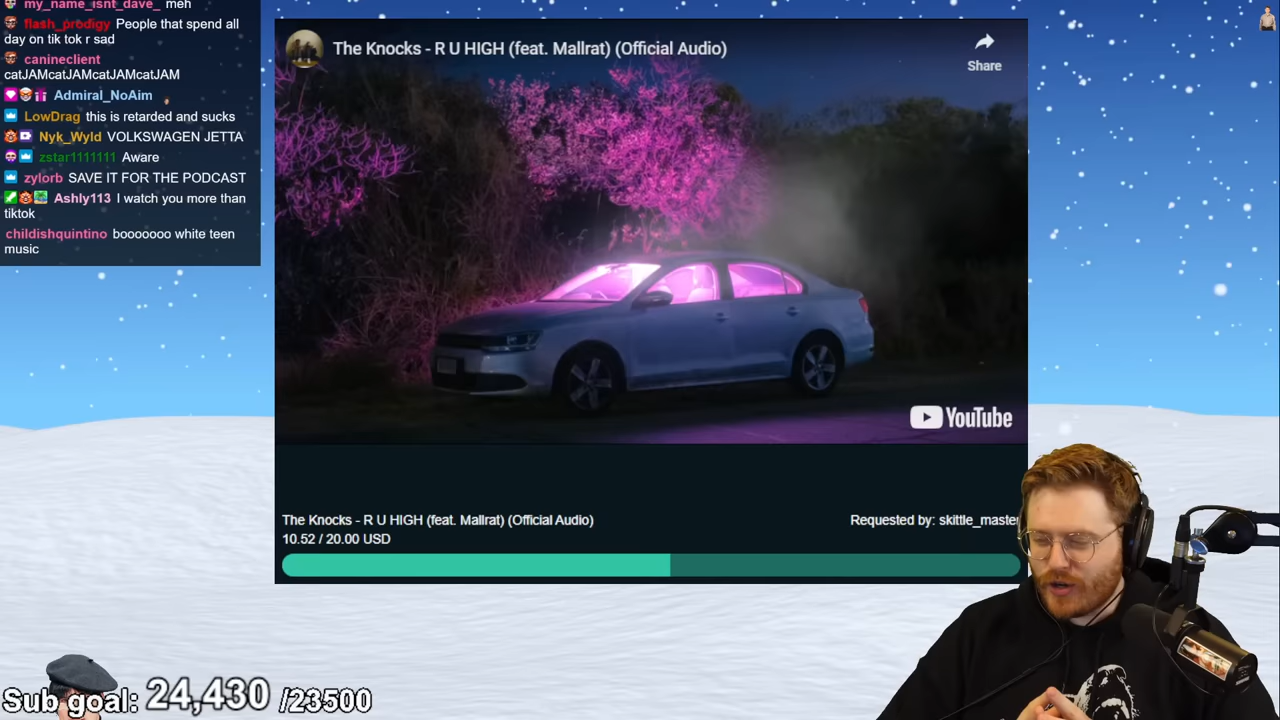 my_name_isnt_dave_ meh
flash_prodigy People that spend all
day on tik tok r sad
canineclient
catJAMcatJAMcatJAMcatJAM
Admiral_NoAim
LowDrag this is retarded and sucks
Nyk_Wyld VOLKSWAGEN JETTA
zstar1111111 Aware
zylorb SAVE IT FOR THE PODCAST
Ashly113 I watch you more than
tiktok
childishquintino booooooo white teen
music
The Knocks - R U HIGH (feat. Mallrat) (Official Audio)
Share
YouTube
The Knocks - R U HIGH (feat. Mallrat) (Official Audio)
Requested by: skittle_master
10.52 / 20.00 USD
Sub goal: 24,430 /23500